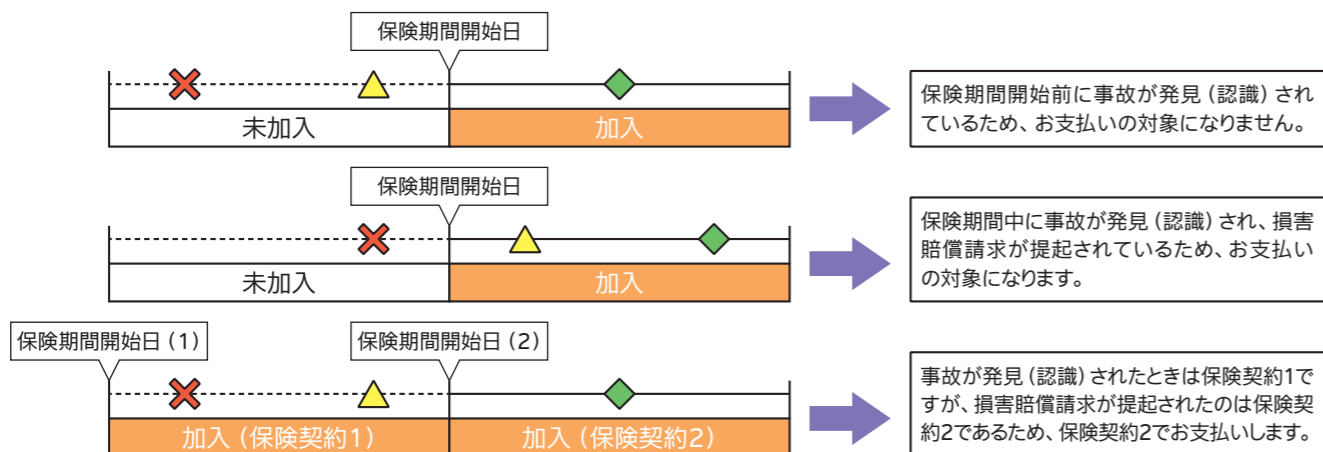 保険期間開始日
未加入
加入
保険期間開始前に事故が発見（認識）され
ているため、お支払いの対象になりません。
保険期間開始日
未加入
加入
保険期間中に事故が発見（認識）され、損害
賠償請求が提起されているため、お支払い
の対象になります。
保険期間開始日（1）
保険期間開始日（2）
加入（保険契約1）
加入（保険契約2）
事故が発見（認識）されたときは保険契約1で
すが、損害賠償請求が提起されたのは保険契
約2であるため、保険契約2でお支払いします。